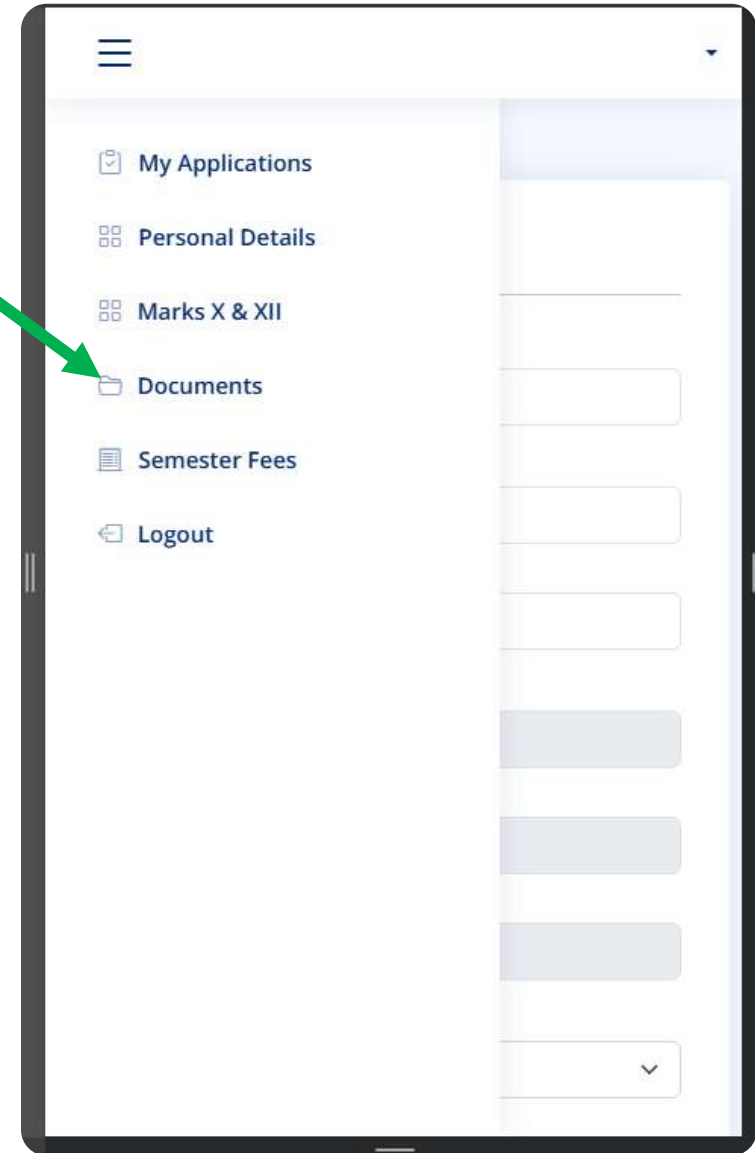 My Applications
Personal Details
Marks X & XII
Documents
Semester Fees
Logout